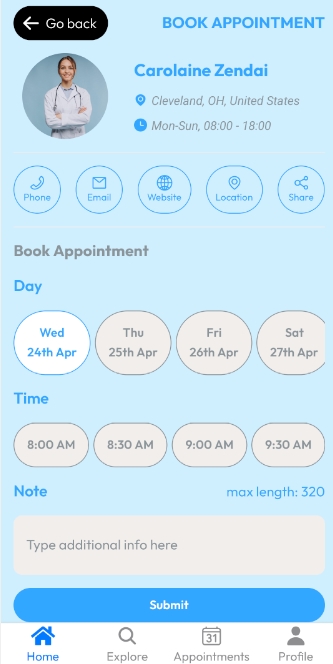 Go back
BOOK APPOINTMENT
Carolaine Zendai
Cleveland, OH, United States
Mon-Sun, 08:00 - 18:00
Phone Email Website Location Share
Book Appointment
Day
Wed Thu Fri Sat
24th Apr 25th Apr 26th Apr 27th Apr
Time
8:00 AM 8:30 AM 9:00 AM 9:30 AM
Note max length: 320
Type additional info here
Submit
31
Home Explore Appointments Profile